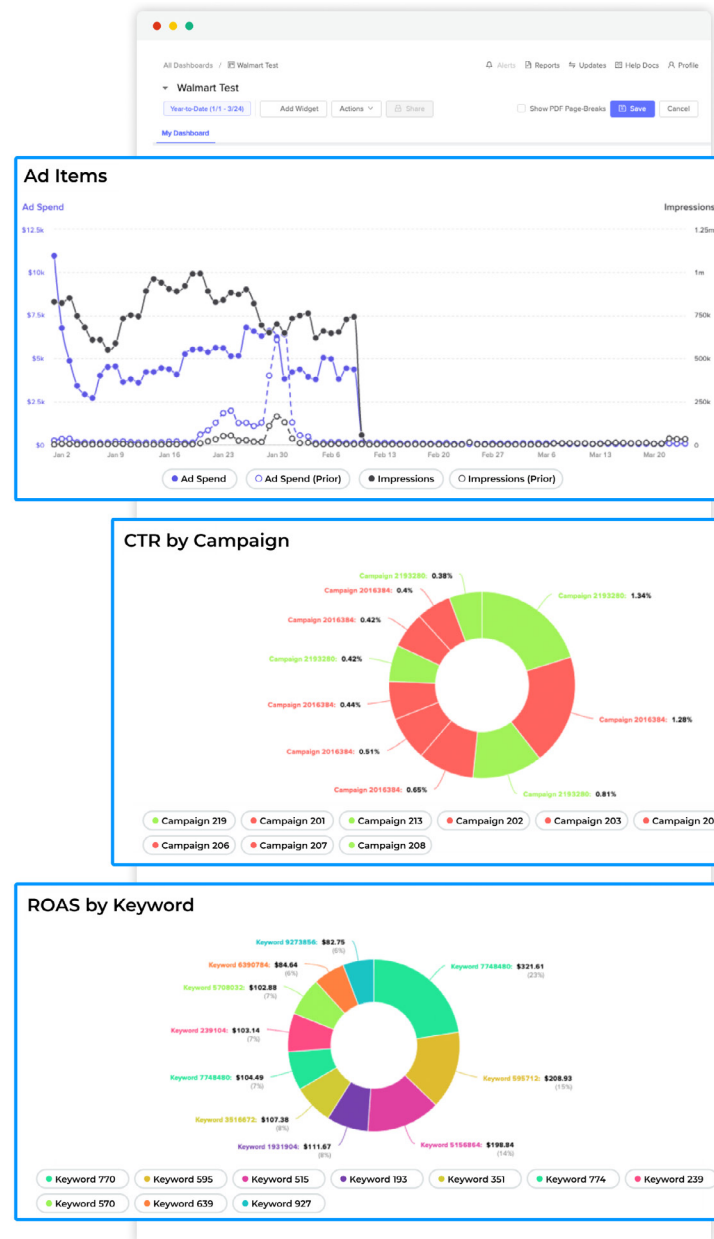 All Dashboards / Walmart Test
Alerts Reports Updates Help Docs Profile
Walmart Test
Year-to-Date (1/1 - 3/24) Add Widget Actions Share Show PDF Page-Breaks Save Cancel
My Dashboard
Ad Items
Ad Spend Impressions
$12.5k 1.25m
$10k 1m
$7.5k 750k
$5k 500k
$2.5k 250k
$0 0
Jan 2 Jan 9 Jan 16 Jan 23 Jan 30 Feb 6 Feb 13 Feb 20 Feb 27 Mar 6 Mar 13 Mar 20
Ad Spend Ad Spend (Prior) Impressions Impressions (Prior)
CTR by Campaign
Campaign 2193280: 0.38%
Campaign 2016384: 0.4%
Campaign 2193280: 1.34%
Campaign 2016384: 0.42%
Campaign 2193280: 0.42%
Campaign 2016384: 0.44%
Campaign 2016384: 1.28%
Campaign 2016384: 0.51%
Campaign 2016384: 0.65%
Campaign 2193280: 0.81%
Campaign 219 Campaign 201 Campaign 213 Campaign 202 Campaign 203 Campaign 20
Campaign 206 Campaign 207 Campaign 208
ROAS by Keyword
Keyword 9273856: $82.75
(6%)
Keyword 6390784: $84.64
(6%)
Keyword 7748480: $321.61
(23%)
Keyword 5708032: $102.88
(7%)
Keyword 239104: $103.14
(7%)
Keyword 7748480: $104.49
(7%)
Keyword 595712: $208.93
(15%)
Keyword 3516672: $107.38
(8%)
Keyword 1931904: $111.67
(8%)
Keyword 5156864: $198.84
(14%)
Keyword 770 Keyword 595 Keyword 515 Keyword 193 Keyword 351 Keyword 774 Keyword 239
Keyword 570 Keyword 639 Keyword 927